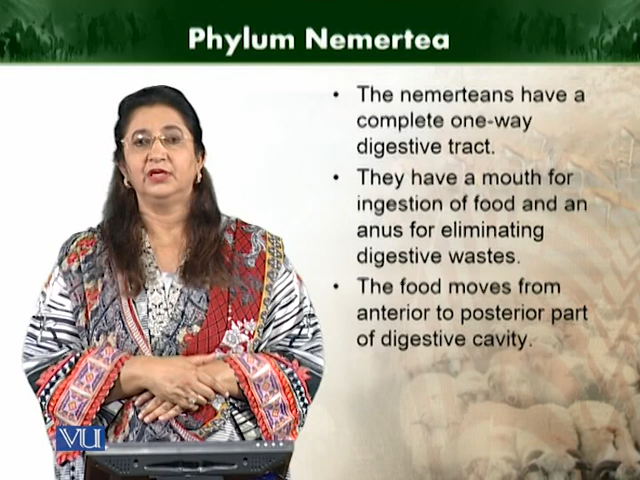 Phylum Nemertea
• The nemerteans have a
complete one-way
digestive tract.
• They have a mouth for
ingestion of food and an
anus for eliminating
digestive wastes.
• The food moves from
anterior to posterior part
of digestive cavity.
VU